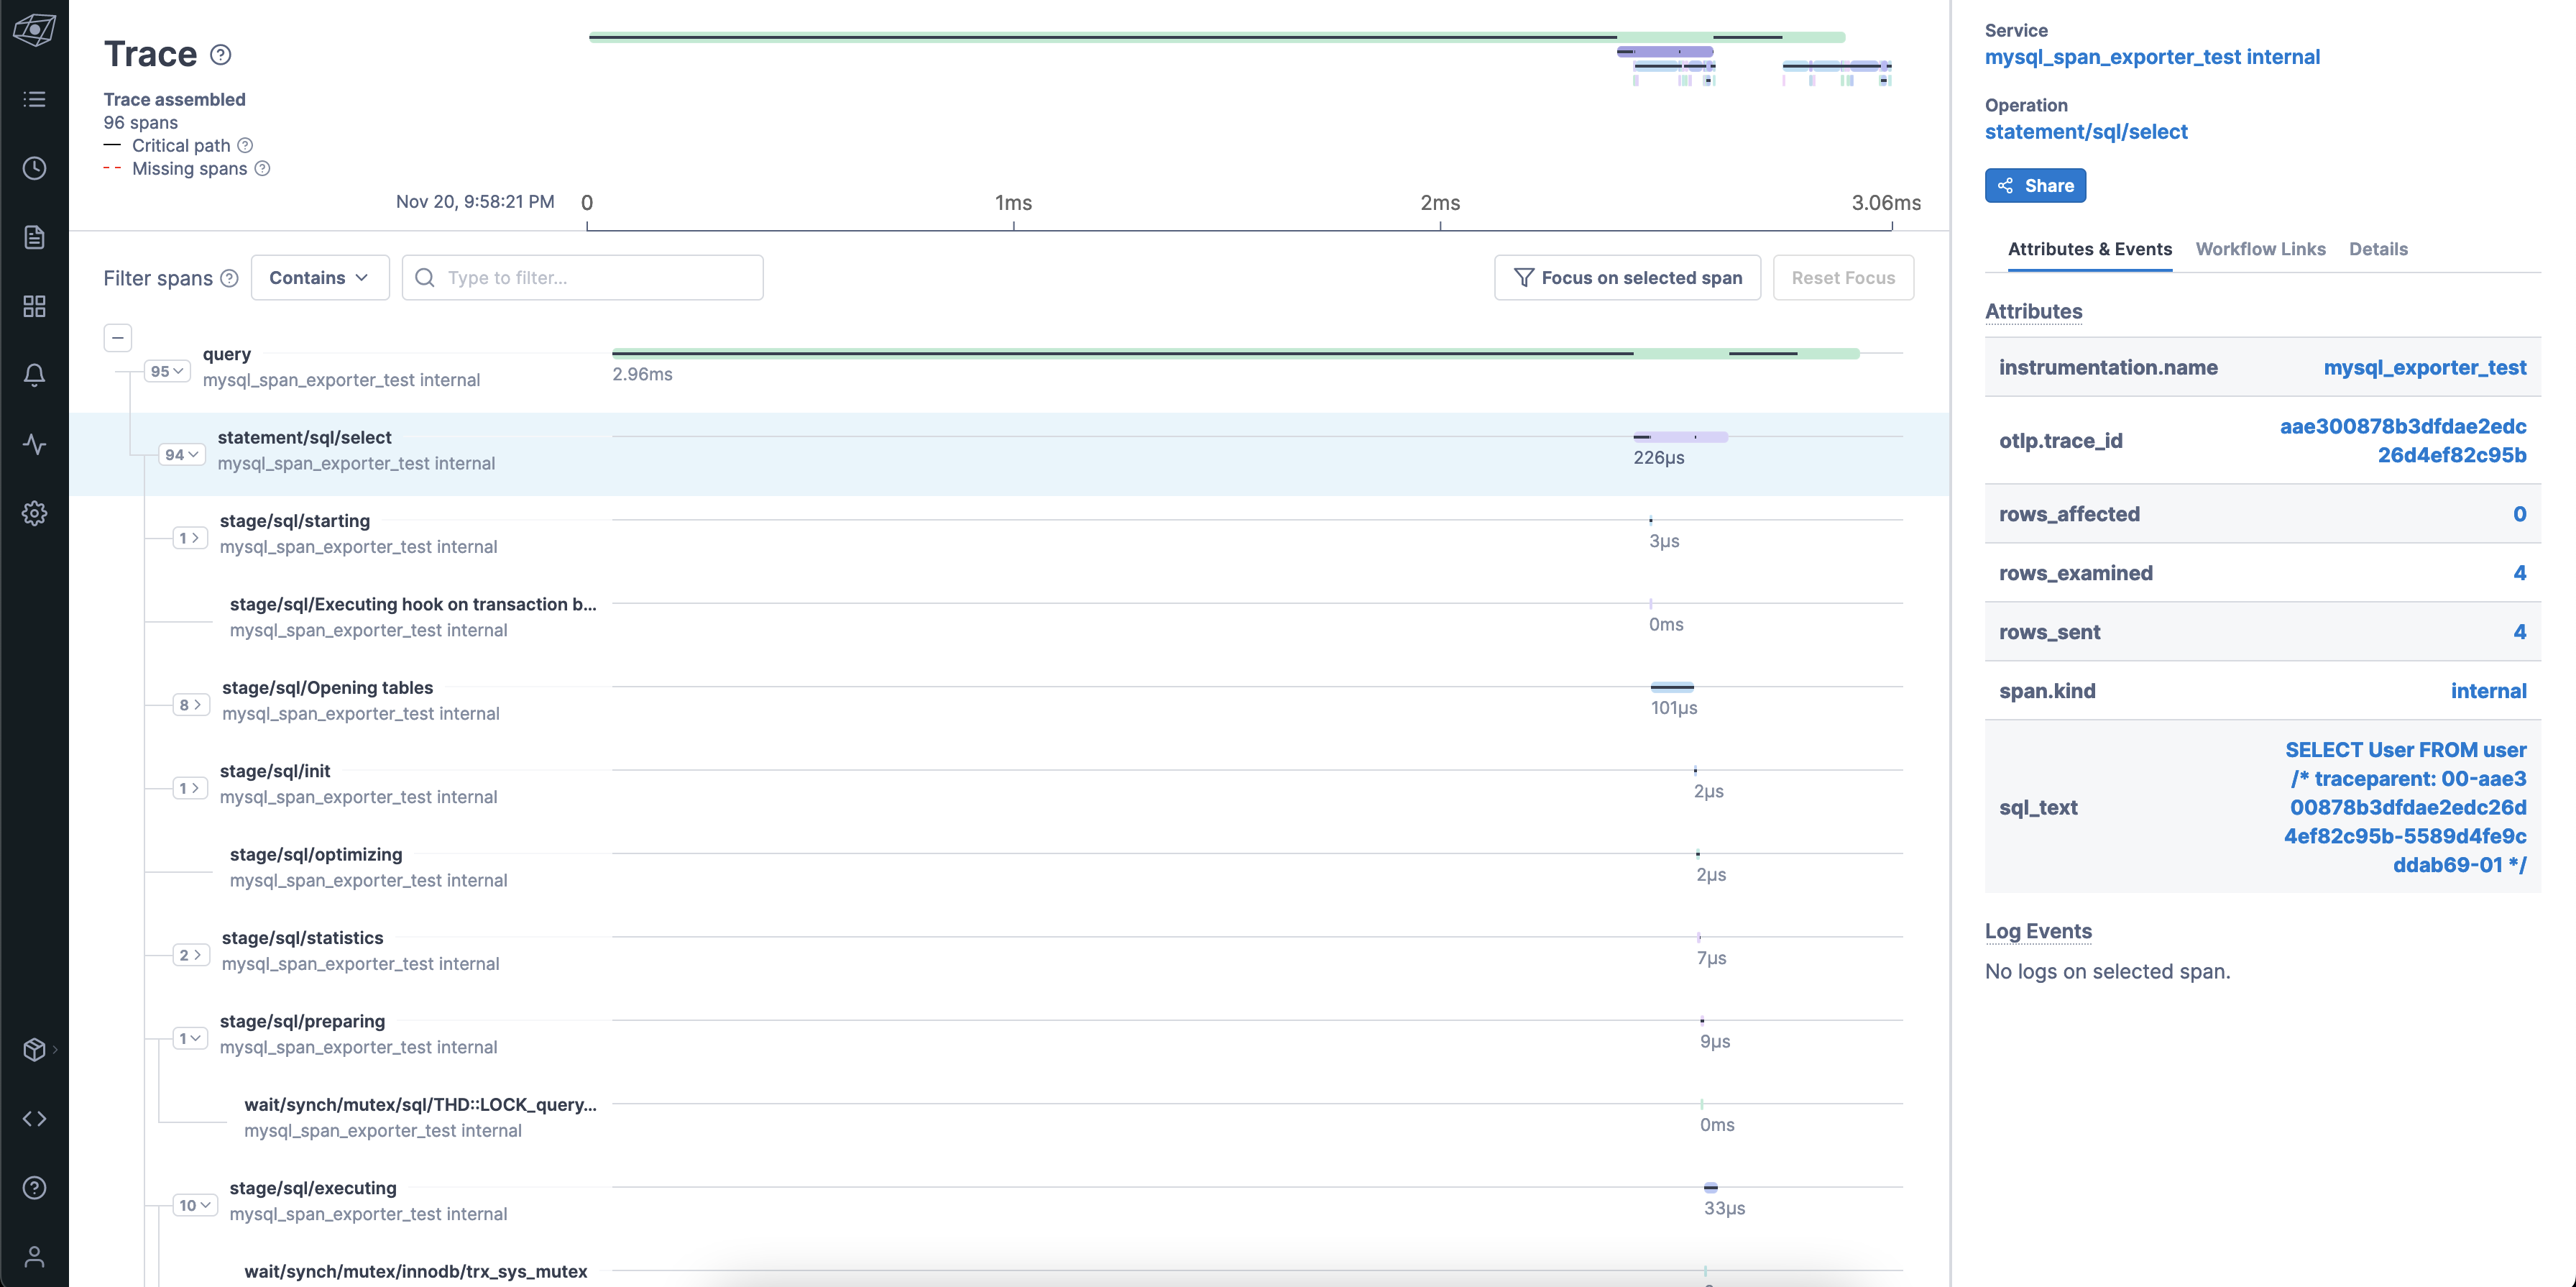 Trace
Trace assembled
96 spans
Critical path
Missing spans
Nov 20, 9:58:21 PM
0
1ms
2ms
3.06ms
Filter spans
Contains
Type to filter...
Focus on selected span
Reset Focus
95
query
mysql_span_exporter_test internal
2.96ms
94
statement/sql/select
mysql_span_exporter_test internal
226µs
1
stage/sql/starting
mysql_span_exporter_test internal
3µs
stage/sql/Executing hook on transaction b...
mysql_span_exporter_test internal
0ms
8
stage/sql/Opening tables
mysql_span_exporter_test internal
101µs
1
stage/sql/init
mysql_span_exporter_test internal
2µs
stage/sql/optimizing
mysql_span_exporter_test internal
2µs
2
stage/sql/statistics
mysql_span_exporter_test internal
7µs
1
stage/sql/preparing
mysql_span_exporter_test internal
9µs
wait/synch/mutex/sql/THD::LOCK_query...
mysql_span_exporter_test internal
0ms
10
stage/sql/executing
mysql_span_exporter_test internal
33µs
wait/synch/mutex/innodb/trx_sys_mutex
Service
mysql_span_exporter_test internal
Operation
statement/sql/select
Share
Attributes & Events
Workflow Links
Details
Attributes
instrumentation.name
mysql_exporter_test
otlp.trace_id
aae300878b3dfdae2edc
26d4ef82c95b
rows_affected
0
rows_examined
4
rows_sent
4
span.kind
internal
sql_text
SELECT User FROM user
/* traceparent: 00-aae3
00878b3dfdae2edc26d
4ef82c95b-5589d4fe9c
ddab69-01 */
Log Events
No logs on selected span.